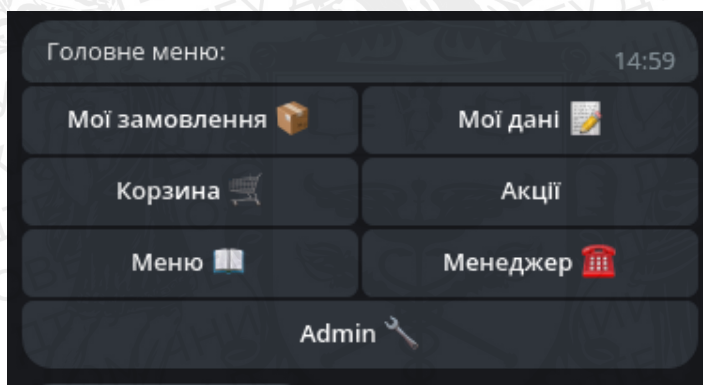 Головне меню:
14:59
Мої замовлення 📦
Мої дані 📝
Корзина 🛒
Акції
Меню 📖
Менеджер ☎️
Admin 🔧